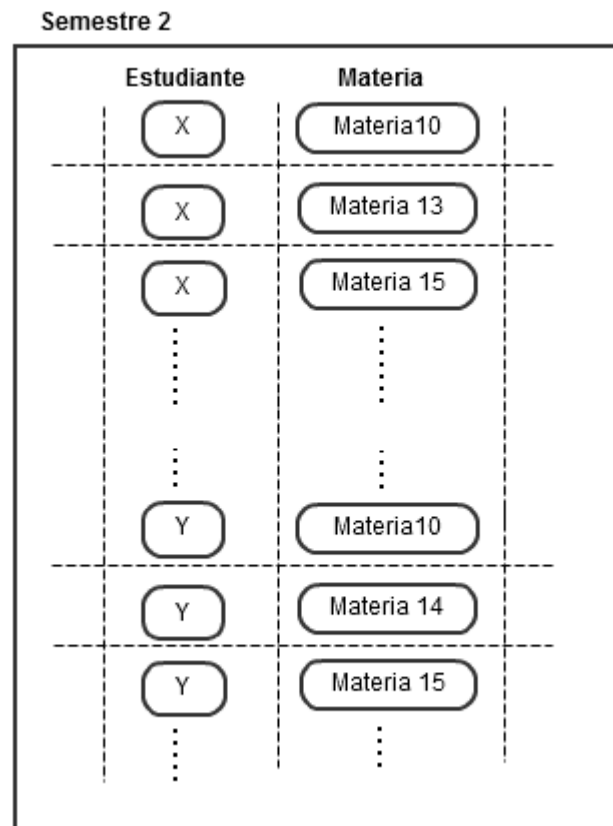 Semestre 2
Estudiante Materia
X Materia10
X Materia 13
X Materia 15
Y Materia10
Y Materia 14
Y Materia 15